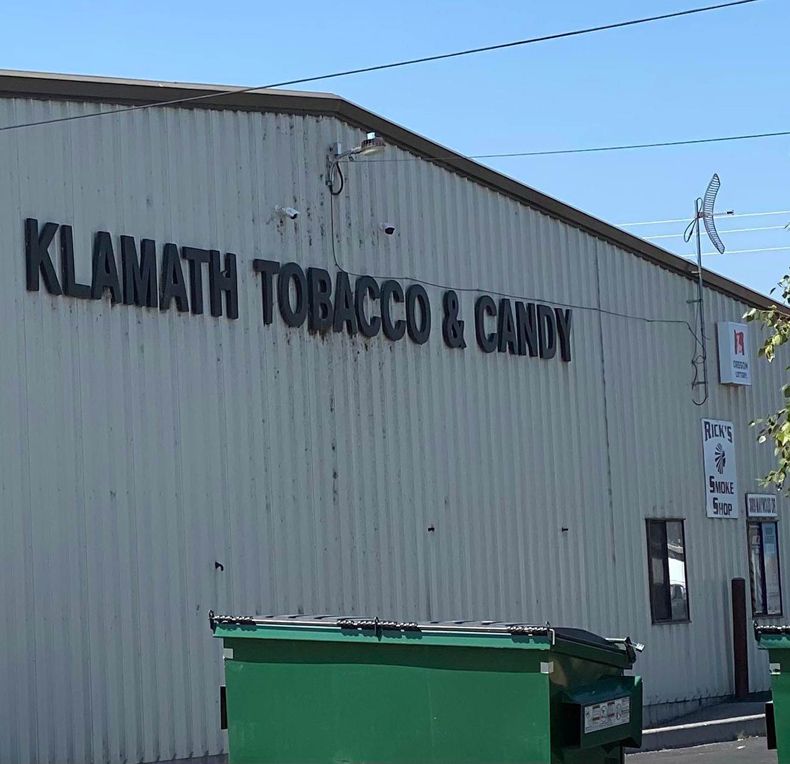 KLAMATH TOBACCO & CANDY
OREGON
LOTTERY
RICK'S
SMOKE
SHOP